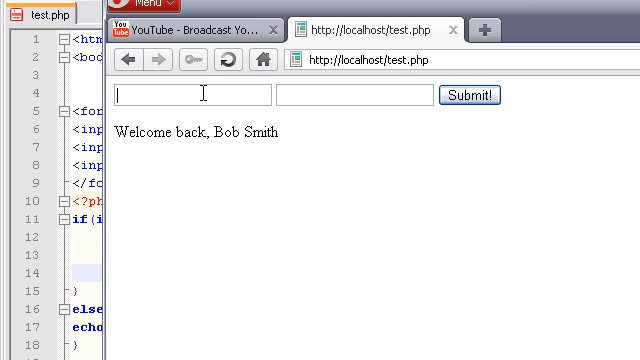 Menu
test.php
YouTube - Broadcast Yo...
http://localhost/test.php
http://localhost/test.php
Submit!
Welcome back, Bob Smith
1 <htm
2 <body
3
4
5 <for
6 <inp
7 <inp
8 <inp
9 </fo
10 <?ph
11 if(i
12
13
14
15 }
16 else
17 echo
18 }